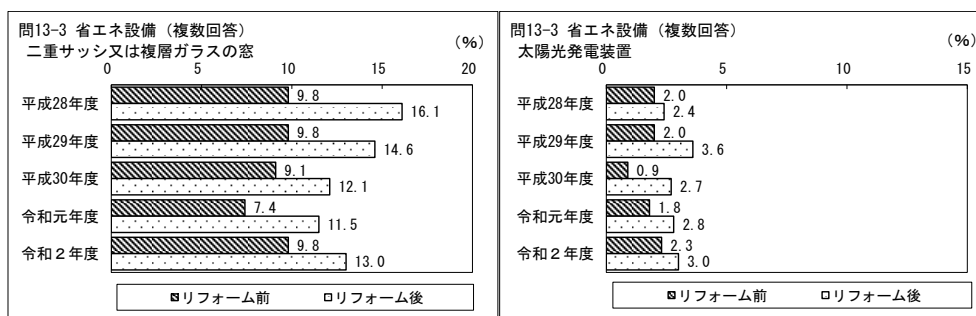 問13-3 省エネ設備（複数回答）
二重サッシ又は複層ガラスの窓
(%)
0 5 10 15 20
平成28年度 9.8 16.1
平成29年度 9.8 14.6
平成30年度 9.1 12.1
令和元年度 7.4 11.5
令和２年度 9.8 13.0
リフォーム前 リフォーム後
問13-3 省エネ設備（複数回答）
太陽光発電装置
(%)
0 5 10 15
平成28年度 2.0 2.4
平成29年度 2.0 3.6
平成30年度 0.9 2.7
令和元年度 1.8 2.8
令和２年度 2.3 3.0
リフォーム前 リフォーム後